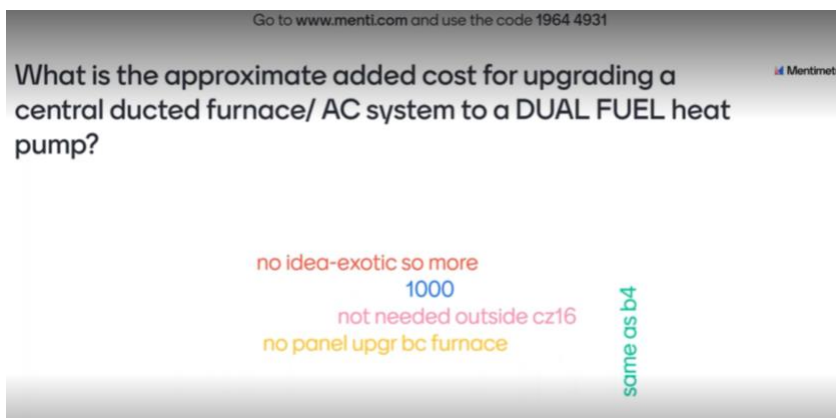 Go to www.menti.com and use the code 1964 4931
What is the approximate added cost for upgrading a
central ducted furnace/ AC system to a DUAL FUEL heat
pump?
Mentimet
no idea-exotic so more
1000
not needed outside cz16
no panel upgr bc furnace
same as b4